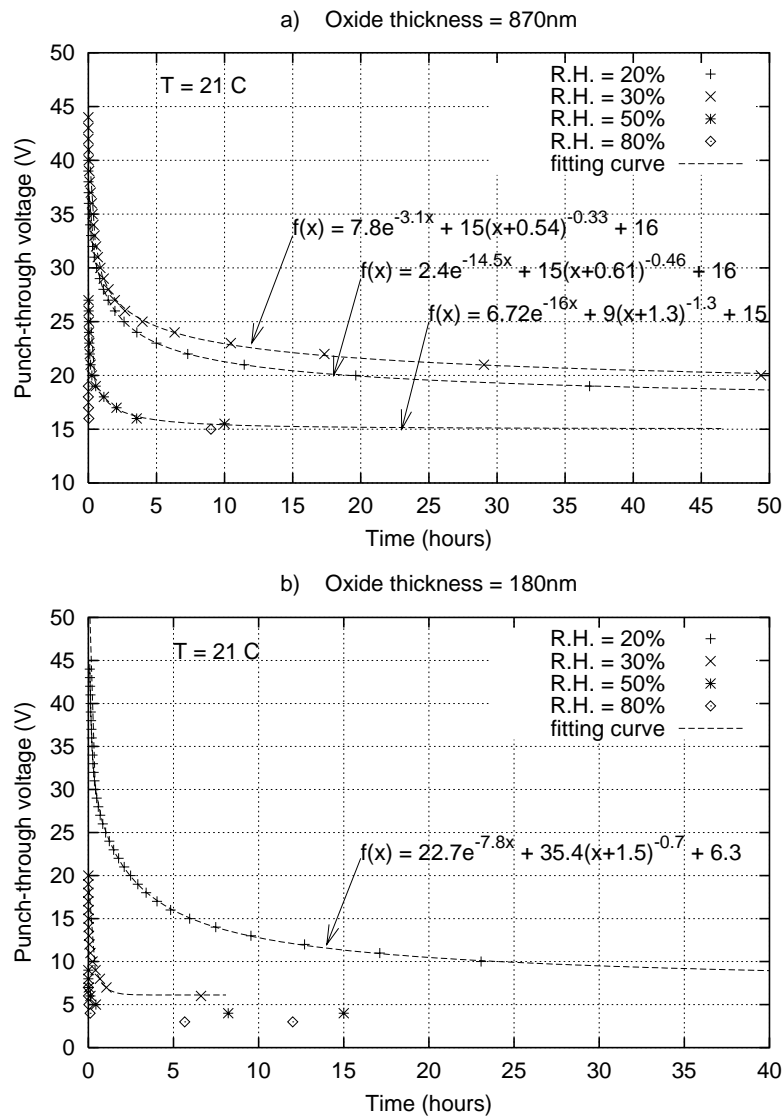 a) Oxide thickness = 870nm
50
45
40
35
30
25
20
15
10
Punch-through voltage (V)
T = 21 C
R.H. = 20%
R.H. = 30%
R.H. = 50%
R.H. = 80%
fitting curve
f(x) = 7.8e^-3.1x + 15(x+0.54)^-0.33 + 16
f(x) = 2.4e^-14.5x + 15(x+0.61)^-0.46 + 16
f(x) = 6.72e^-16x + 9(x+1.3)^-1.3 + 15
0 5 10 15 20 25 30 35 40 45 50
Time (hours)
b) Oxide thickness = 180nm
50
45
40
35
30
25
20
15
10
5
0
Punch-through voltage (V)
T = 21 C
R.H. = 20%
R.H. = 30%
R.H. = 50%
R.H. = 80%
fitting curve
f(x) = 22.7e^-7.8x + 35.4(x+1.5)^-0.7 + 6.3
0 5 10 15 20 25 30 35 40
Time (hours)